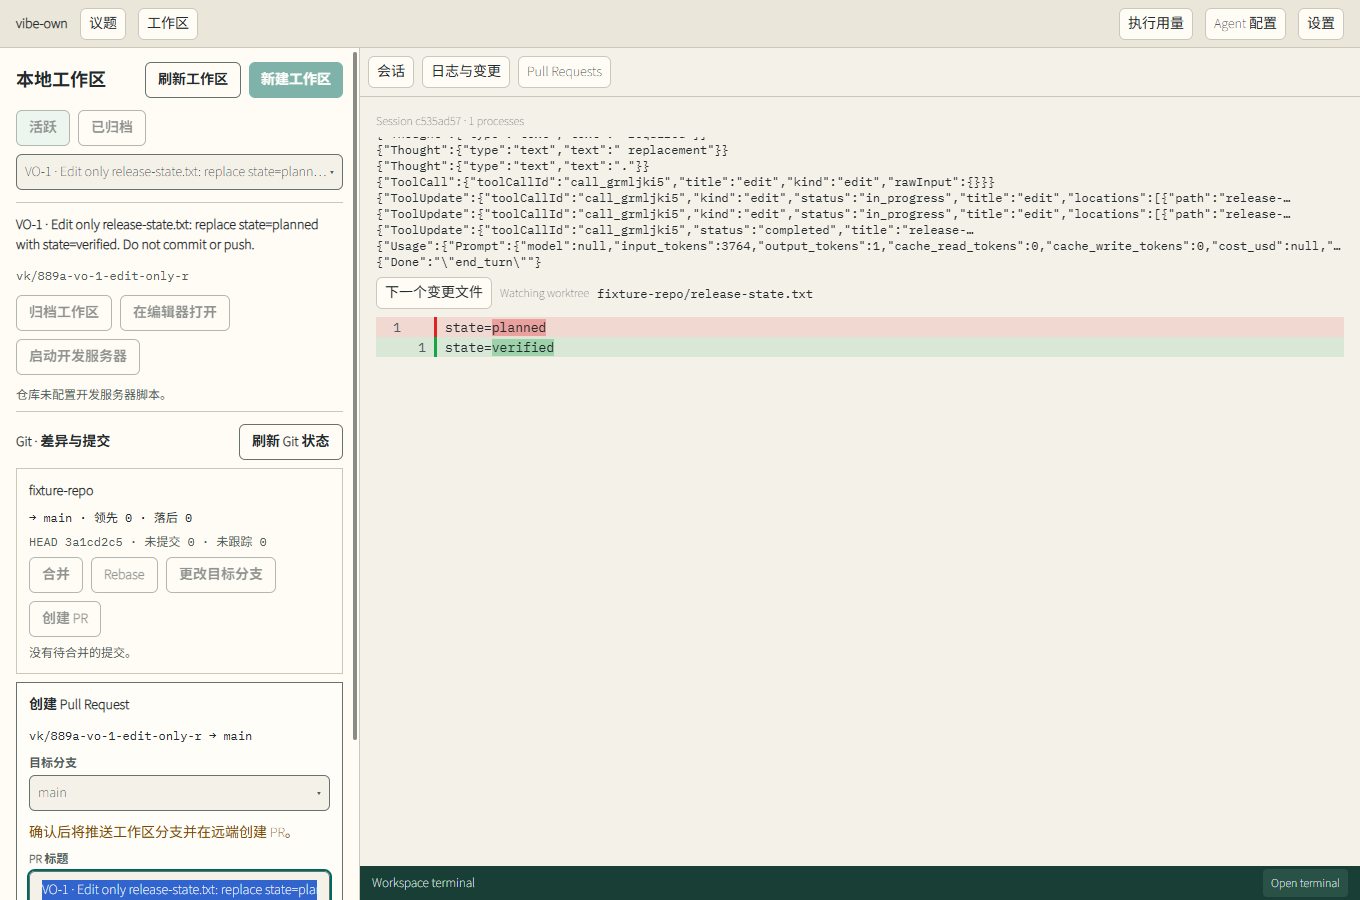 vibe-own 议题 工作区 执行用量 Agent 配置 设置
本地工作区 刷新工作区 新建工作区
活跃 已归档
VO-1 · Edit only release-state.txt: replace state=plann…
VO-1 · Edit only release-state.txt: replace state=planned
with state=verified. Do not commit or push.
vk/889a-vo-1-edit-only-r
归档工作区 在编辑器打开
启动开发服务器
仓库未配置开发服务器脚本。
Git · 差异与提交 刷新 Git 状态
fixture-repo
→ main · 领先 0 · 落后 0
HEAD 3a1cd2c5 · 未提交 0 · 未跟踪 0
合并 Rebase 更改目标分支
创建 PR
没有待合并的提交。
创建 Pull Request
vk/889a-vo-1-edit-only-r → main
目标分支
main
确认后将推送工作区分支并在远端创建 PR。
PR 标题
VO-1 · Edit only release-state.txt: replace state=pla
会话 日志与变更 Pull Requests
Session c535ad57 · 1 processes
{"Thought":{"type":"text","text":" replacement"}}
{"Thought":{"type":"text","text":"."}}
{"ToolCall":{"toolCallId":"call_grmljki5","title":"edit","kind":"edit","rawInput":{}}}
{"ToolUpdate":{"toolCallId":"call_grmljki5","kind":"edit","status":"in_progress","title":"edit","locations":[{"path":"release-…
{"ToolUpdate":{"toolCallId":"call_grmljki5","kind":"edit","status":"in_progress","title":"edit","locations":[{"path":"release-…
{"ToolUpdate":{"toolCallId":"call_grmljki5","status":"completed","title":"release-…
{"Usage":{"Prompt":{"model":null,"input_tokens":3764,"output_tokens":1,"cache_read_tokens":0,"cache_write_tokens":0,"cost_usd":null,"…
{"Done":"\"end_turn\""}
下一个变更文件 Watching worktree fixture-repo/release-state.txt
1 state=planned
1 state=verified
Workspace terminal Open terminal